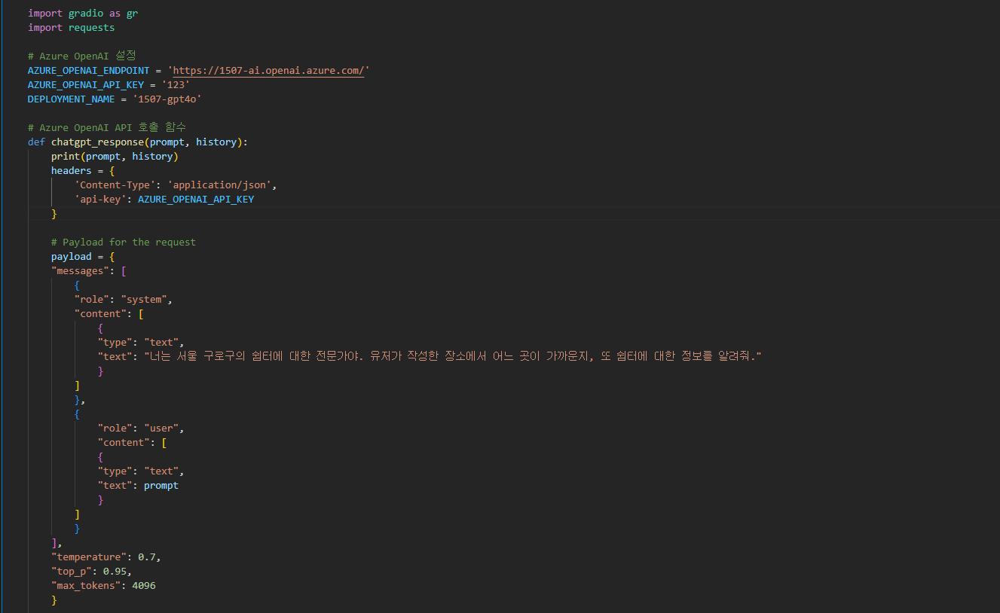 import gradio as gr
import requests
# Azure OpenAI 설정
AZURE_OPENAI_ENDPOINT = 'https://1507-ai.openai.azure.com/'
AZURE_OPENAI_API_KEY = '123'
DEPLOYMENT_NAME = '1507-gpt4o'
# Azure OpenAI API 호출 함수
def chatgpt_response(prompt, history):
print(prompt, history)
headers = {
'Content-Type': 'application/json',
'api-key': AZURE_OPENAI_API_KEY
}
# Payload for the request
payload = {
"messages": [
{
"role": "system",
"content": [
{
"type": "text",
"text": "너는 서울 구로구의 쉼터에 대한 전문가야. 유저가 작성한 장소에서 어느 곳이 가까운지, 또 쉼터에 대한 정보를 알려줘."
}
]
},
{
"role": "user",
"content": [
{
"type": "text",
"text": prompt
}
]
}
],
"temperature": 0.7,
"top_p": 0.95,
"max_tokens": 4096
}